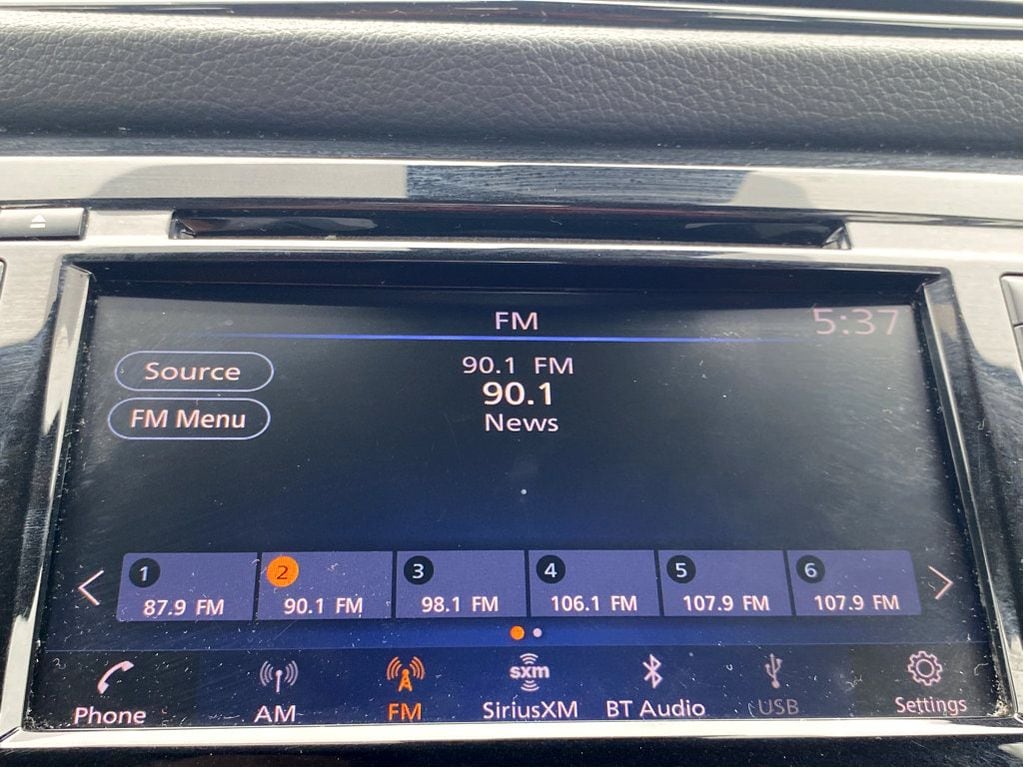 FM
5:37
Source
90.1 FM
90.1
FM Menu
News
1
2
3
4
5
6
87.9 FM
90.1 FM
98.1 FM
106.1 FM
107.9 FM
107.9 FM
sxm
Phone
AM
FM
SiriusXM
BT Audio
USB
Settings